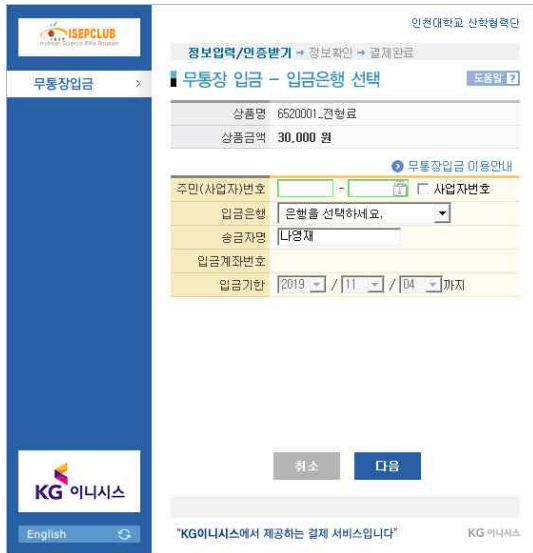 ISEPCLUB
인천대학교 산학협력단
정보입력/인증받기 → 정보확인 → 결제완료
무통장입금 >
무통장 입금 - 입금은행 선택
도움말 ?
상품명 6520001_전형료
상품금액 30,000 원
무통장입금 이용안내
주민(사업자)번호 - 사업자번호
입금은행 은행을 선택하세요.
송금자명 나영재
입금계좌번호
입금기한 2019 / 11 / 04 까지
취소 다음
KG 이니시스
English
"KG이니시스에서 제공하는 결제 서비스입니다"
KG 이니시스